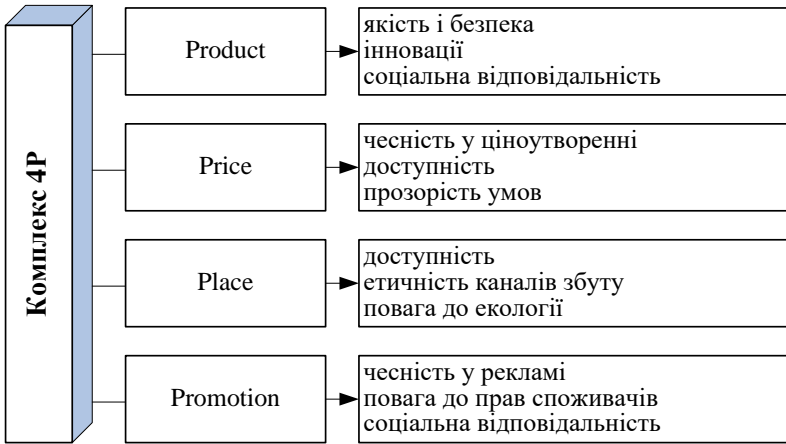 Комплекс 4Р
Product
якість і безпека
інновації
соціальна відповідальність
Price
чесність у ціноутворенні
доступність
прозорість умов
Place
доступність
етичність каналів збуту
повага до екології
Promotion
чесність у рекламі
повага до прав споживачів
соціальна відповідальність